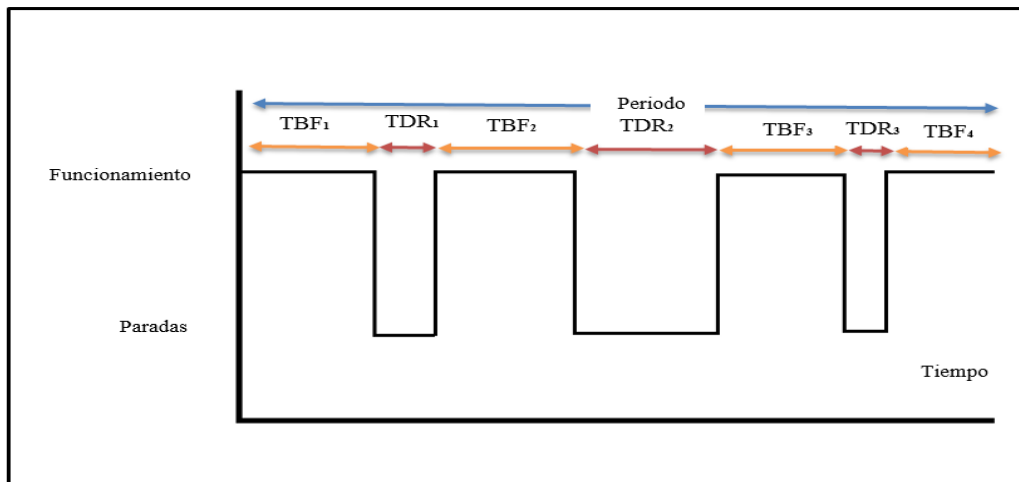 Periodo
TBF₁ TDR₁ TBF₂ TDR₂ TBF₃ TDR₃ TBF₄
Funcionamiento
Paradas
Tiempo